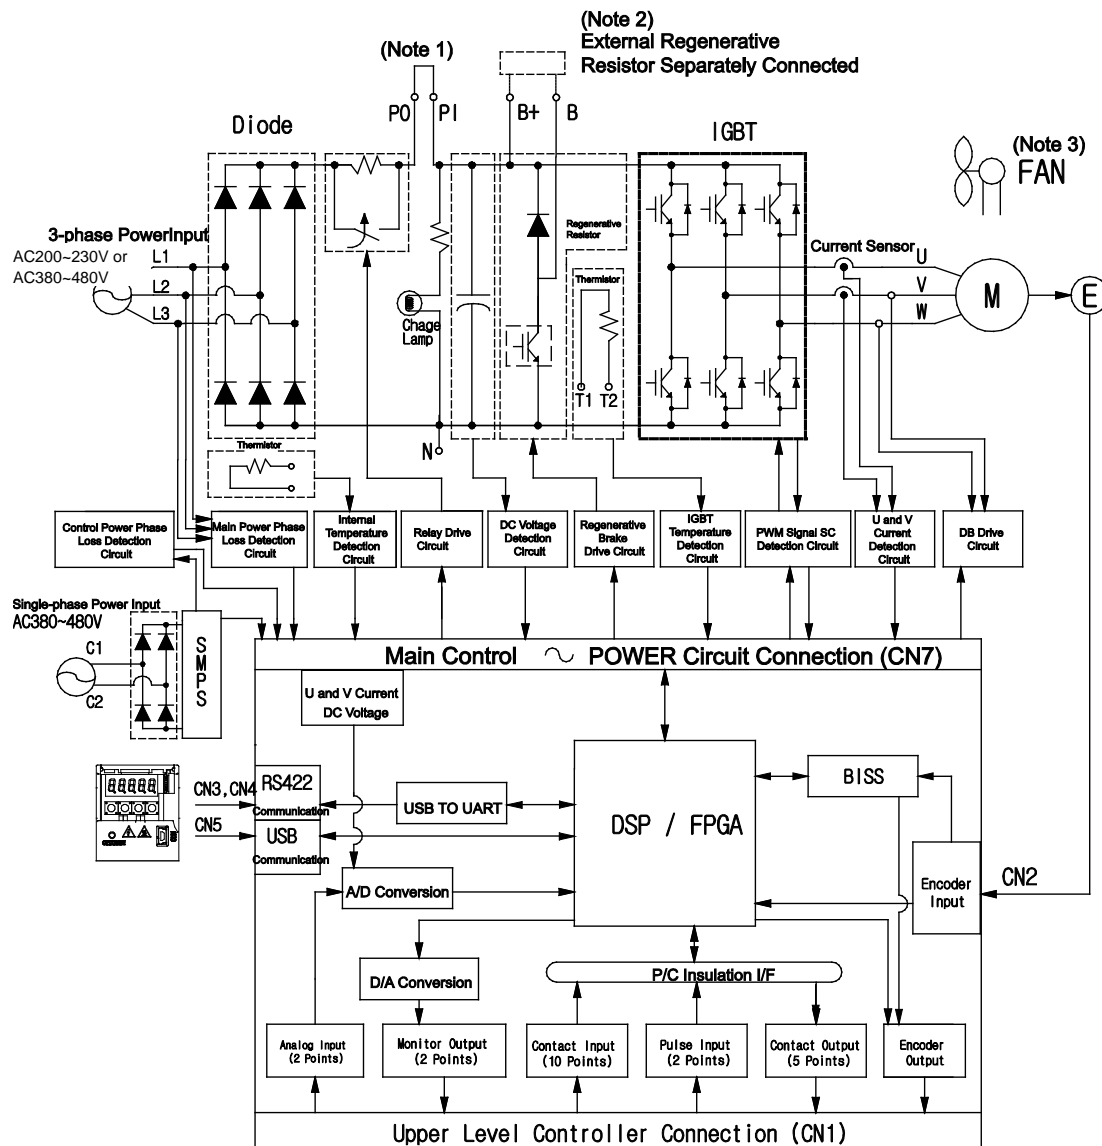 (Note 2)
External Regenerative
Resistor Separately Connected
(Note 1)
PO
PI
B+
B
Diode
IGBT
(Note 3)
FAN
3-phase PowerInput
AC200~230V or
AC380~480V
L1
L2
L3
Regenerative
Resistor
Current Sensor
U
V
W
M
E
Thermistor
T1
T2
Chage
Lamp
N
Thermistor
Control Power Phase
Loss Detection
Circuit
Main Power Phase
Loss Detection
Circuit
Internal
Temperature
Detection
Circuit
Relay Drive
Circuit
DC Voltage
Detection
Circuit
Regenerative
Brake
Drive Circuit
IGBT
Temperature
Detection
Circuit
PWM Signal SC
Detection Circuit
U and V
Current
Detection
Circuit
DB Drive
Circuit
Single-phase Power Input
AC380~480V
C1
C2
SMPS
Main Control
POWER Circuit Connection (CN7)
U and V Current
DC Voltage
CN3,CN4
RS422
Communication
CN5
USB
Communication
USB TO UART
DSP / FPGA
BISS
A/D Conversion
Encoder
Input
CN2
D/A Conversion
P/C Insulation I/F
Analog Input
(2 Points)
Monitor Output
(2 Points)
Contact Input
(10 Points)
Pulse Input
(2 Points)
Contact Output
(5 Points)
Encoder
Output
Upper Level Controller Connection (CN1)